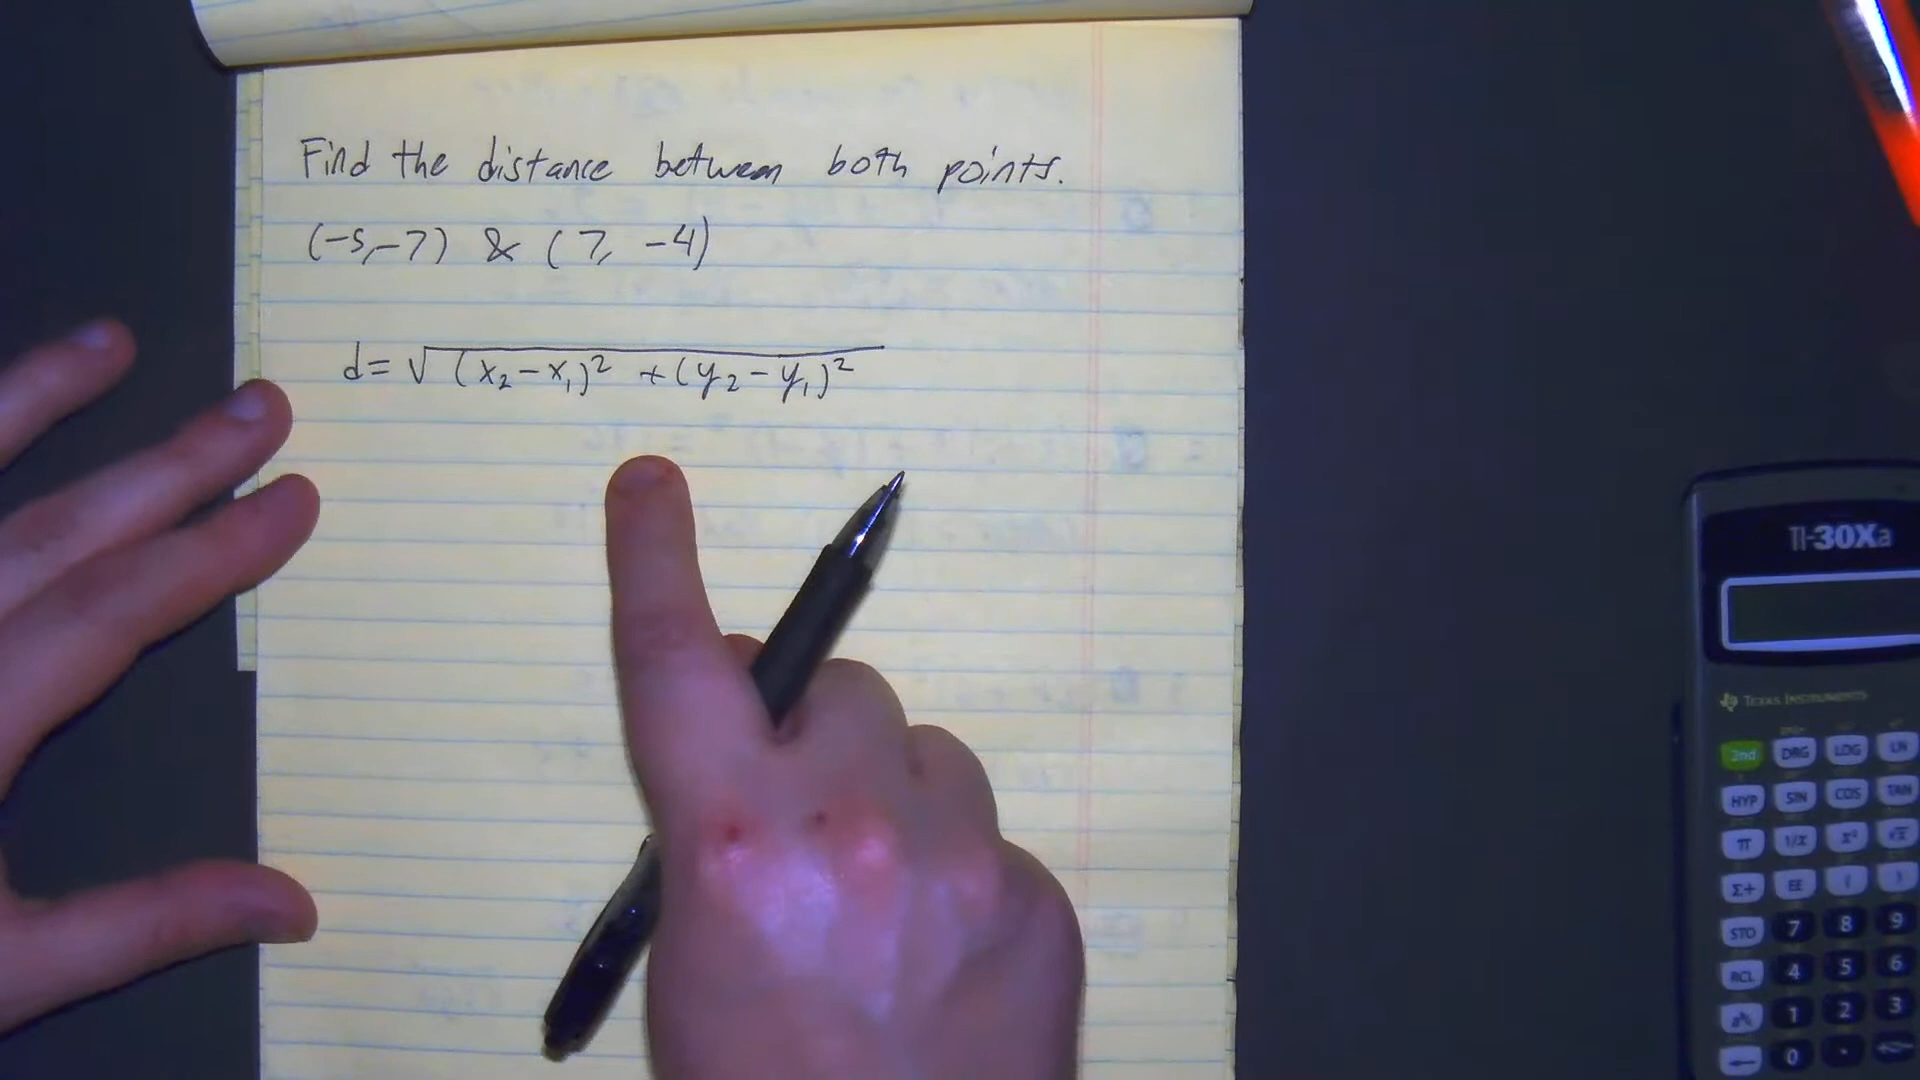 Find the distance between both points.
(-5,-7) & (7, -4)
d=√(x₂-x₁)² +(y₂-y₁)²
TI-30Xa
TEXAS INSTRUMENTS
2nd DRG LOG LN
HYP SIN COS TAN
π 1/x x² √x
Σ+ EE ( )
STO 7 8 9
RCL 4 5 6
1 2 3
← 0 .